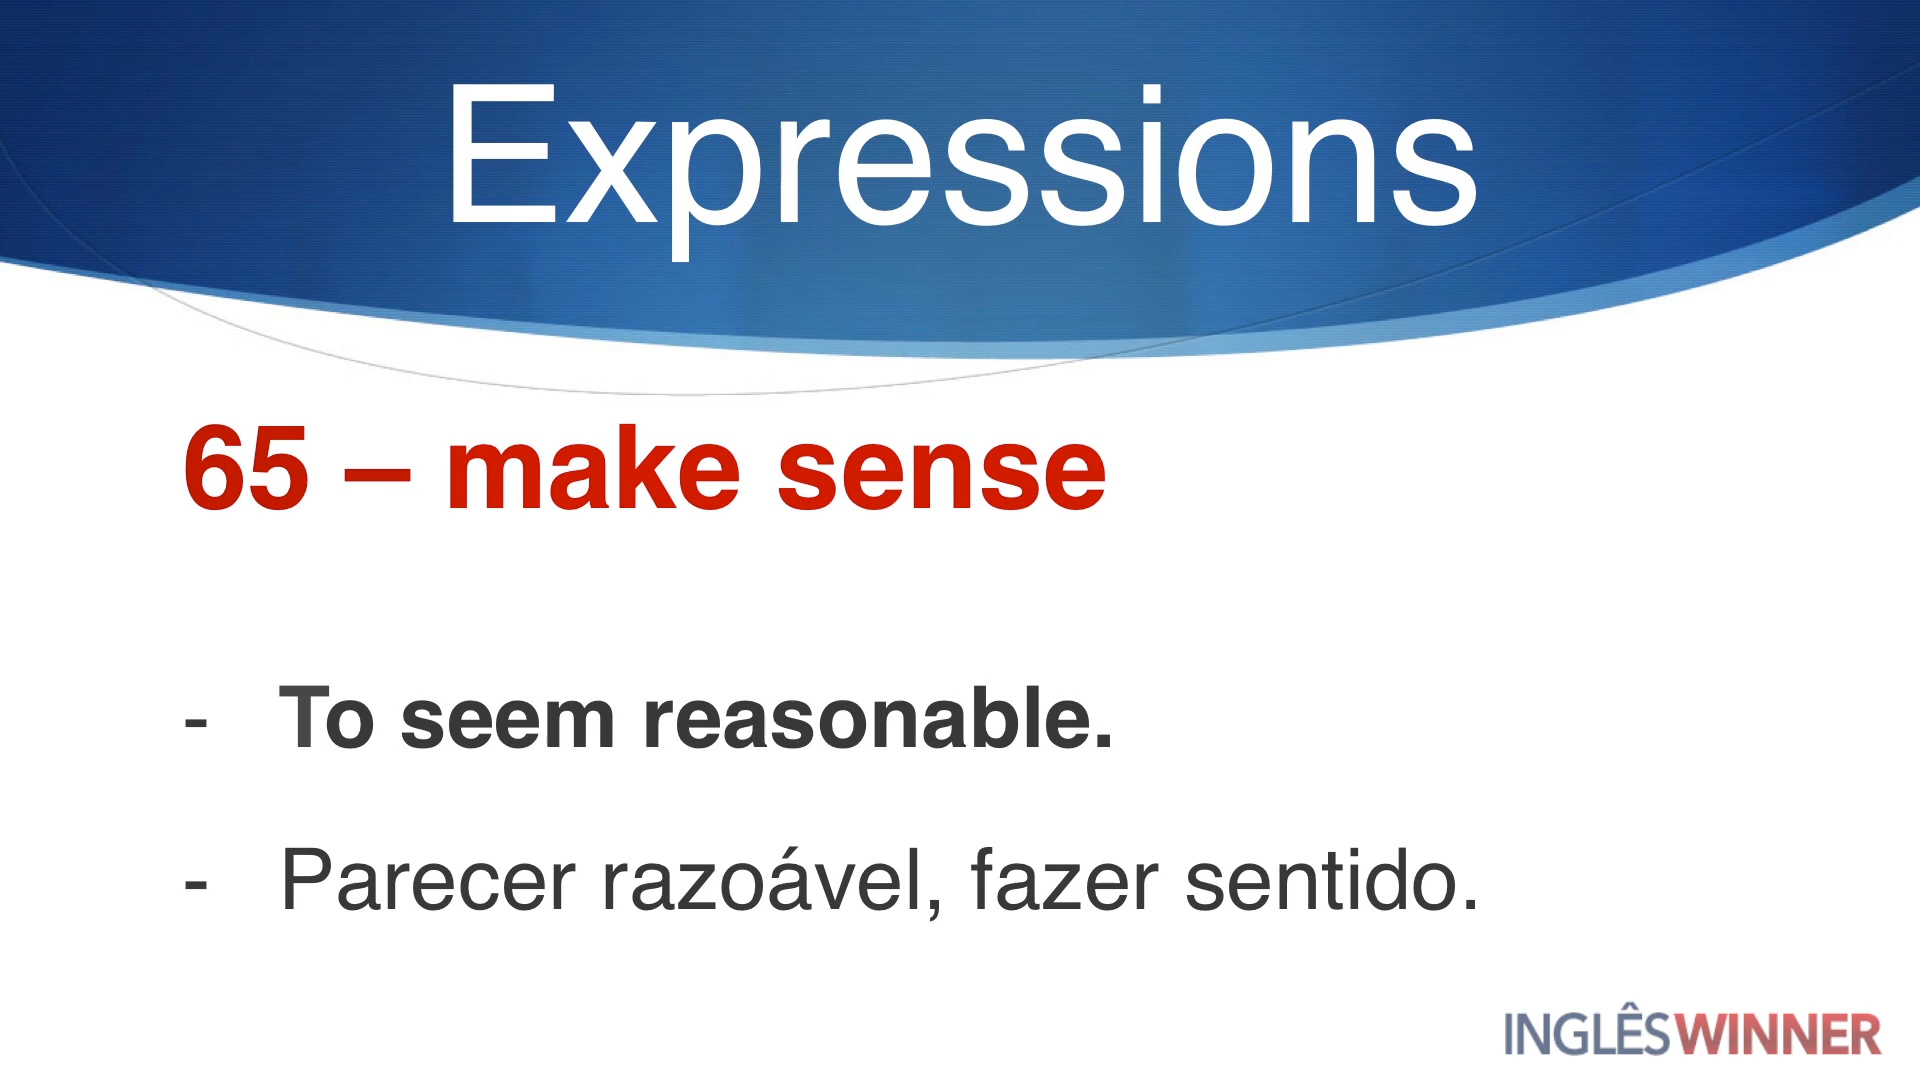 Expressions
65 – make sense
- To seem reasonable.
- Parecer razoável, fazer sentido.
INGLÊSWINNER